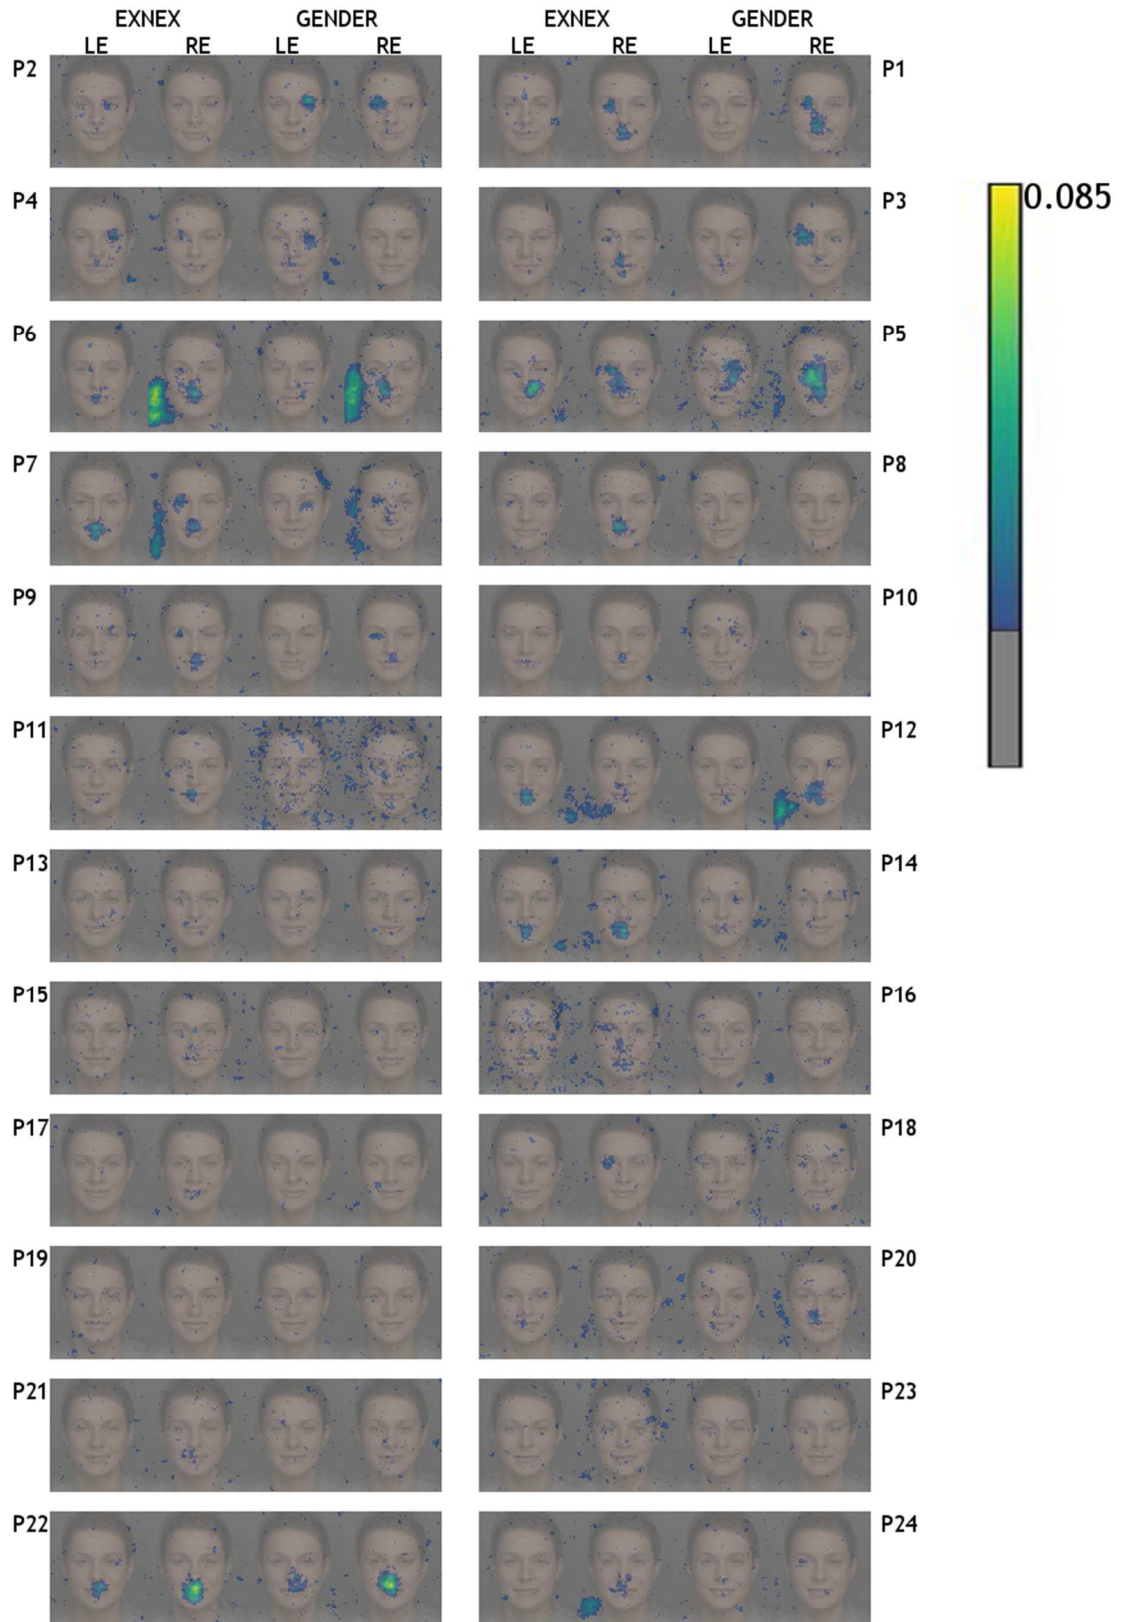 EXNEX GENDER EXNEX GENDER
LE RE LE RE LE RE LE RE
P2 P1
P4 P3
0.085
P6 P5
P7 P8
P9 P10
P11 P12
P13 P14
P15 P16
P17 P18
P19 P20
P21 P23
P22 P24